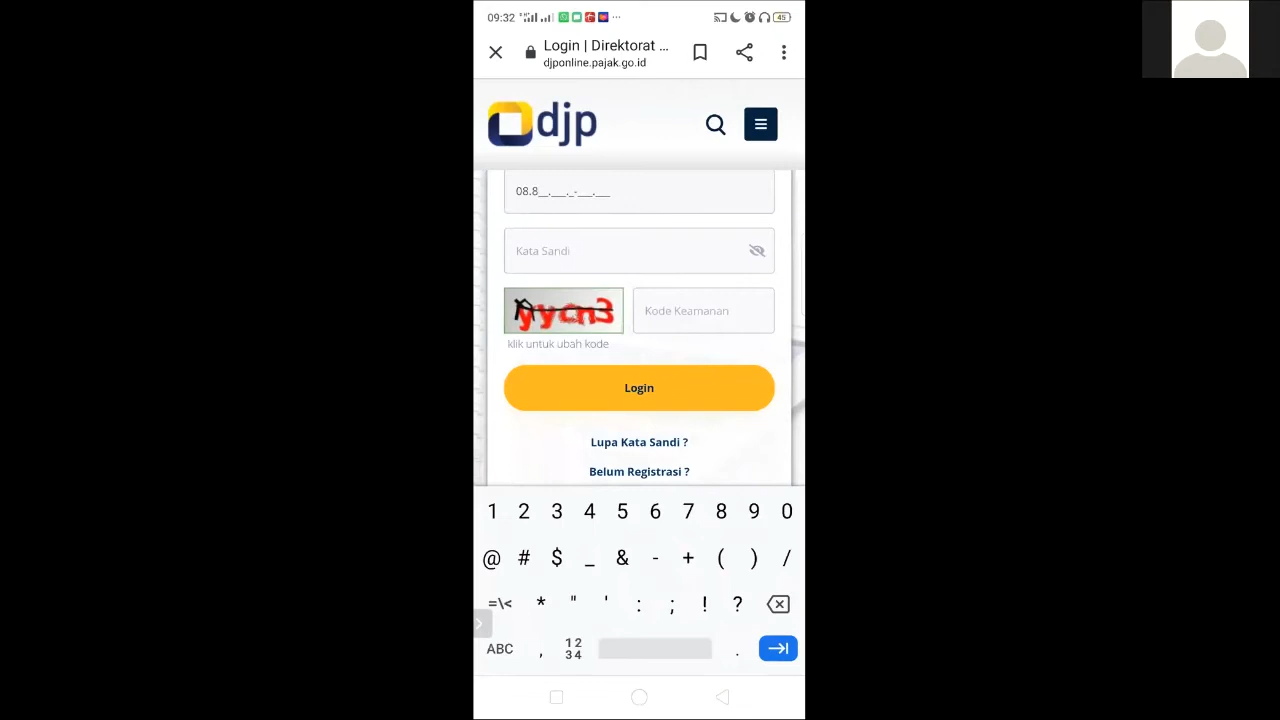 09:32
45
Login | Direktorat ...
djponline.pajak.go.id
djp
08.8__.___._-___.___
Kata Sandi
Kode Keamanan
klik untuk ubah kode
Login
Lupa Kata Sandi ?
Belum Registrasi ?
1 2 3 4 5 6 7 8 9 0
@ # $ _ & - + ( ) /
=\< * " ' : ; ! ?
ABC , 12 34 .